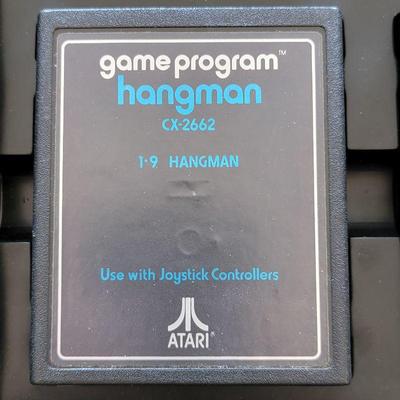 game program™
hangman
CX-2662
1-9 HANGMAN
Use with Joystick Controllers
ATARI®